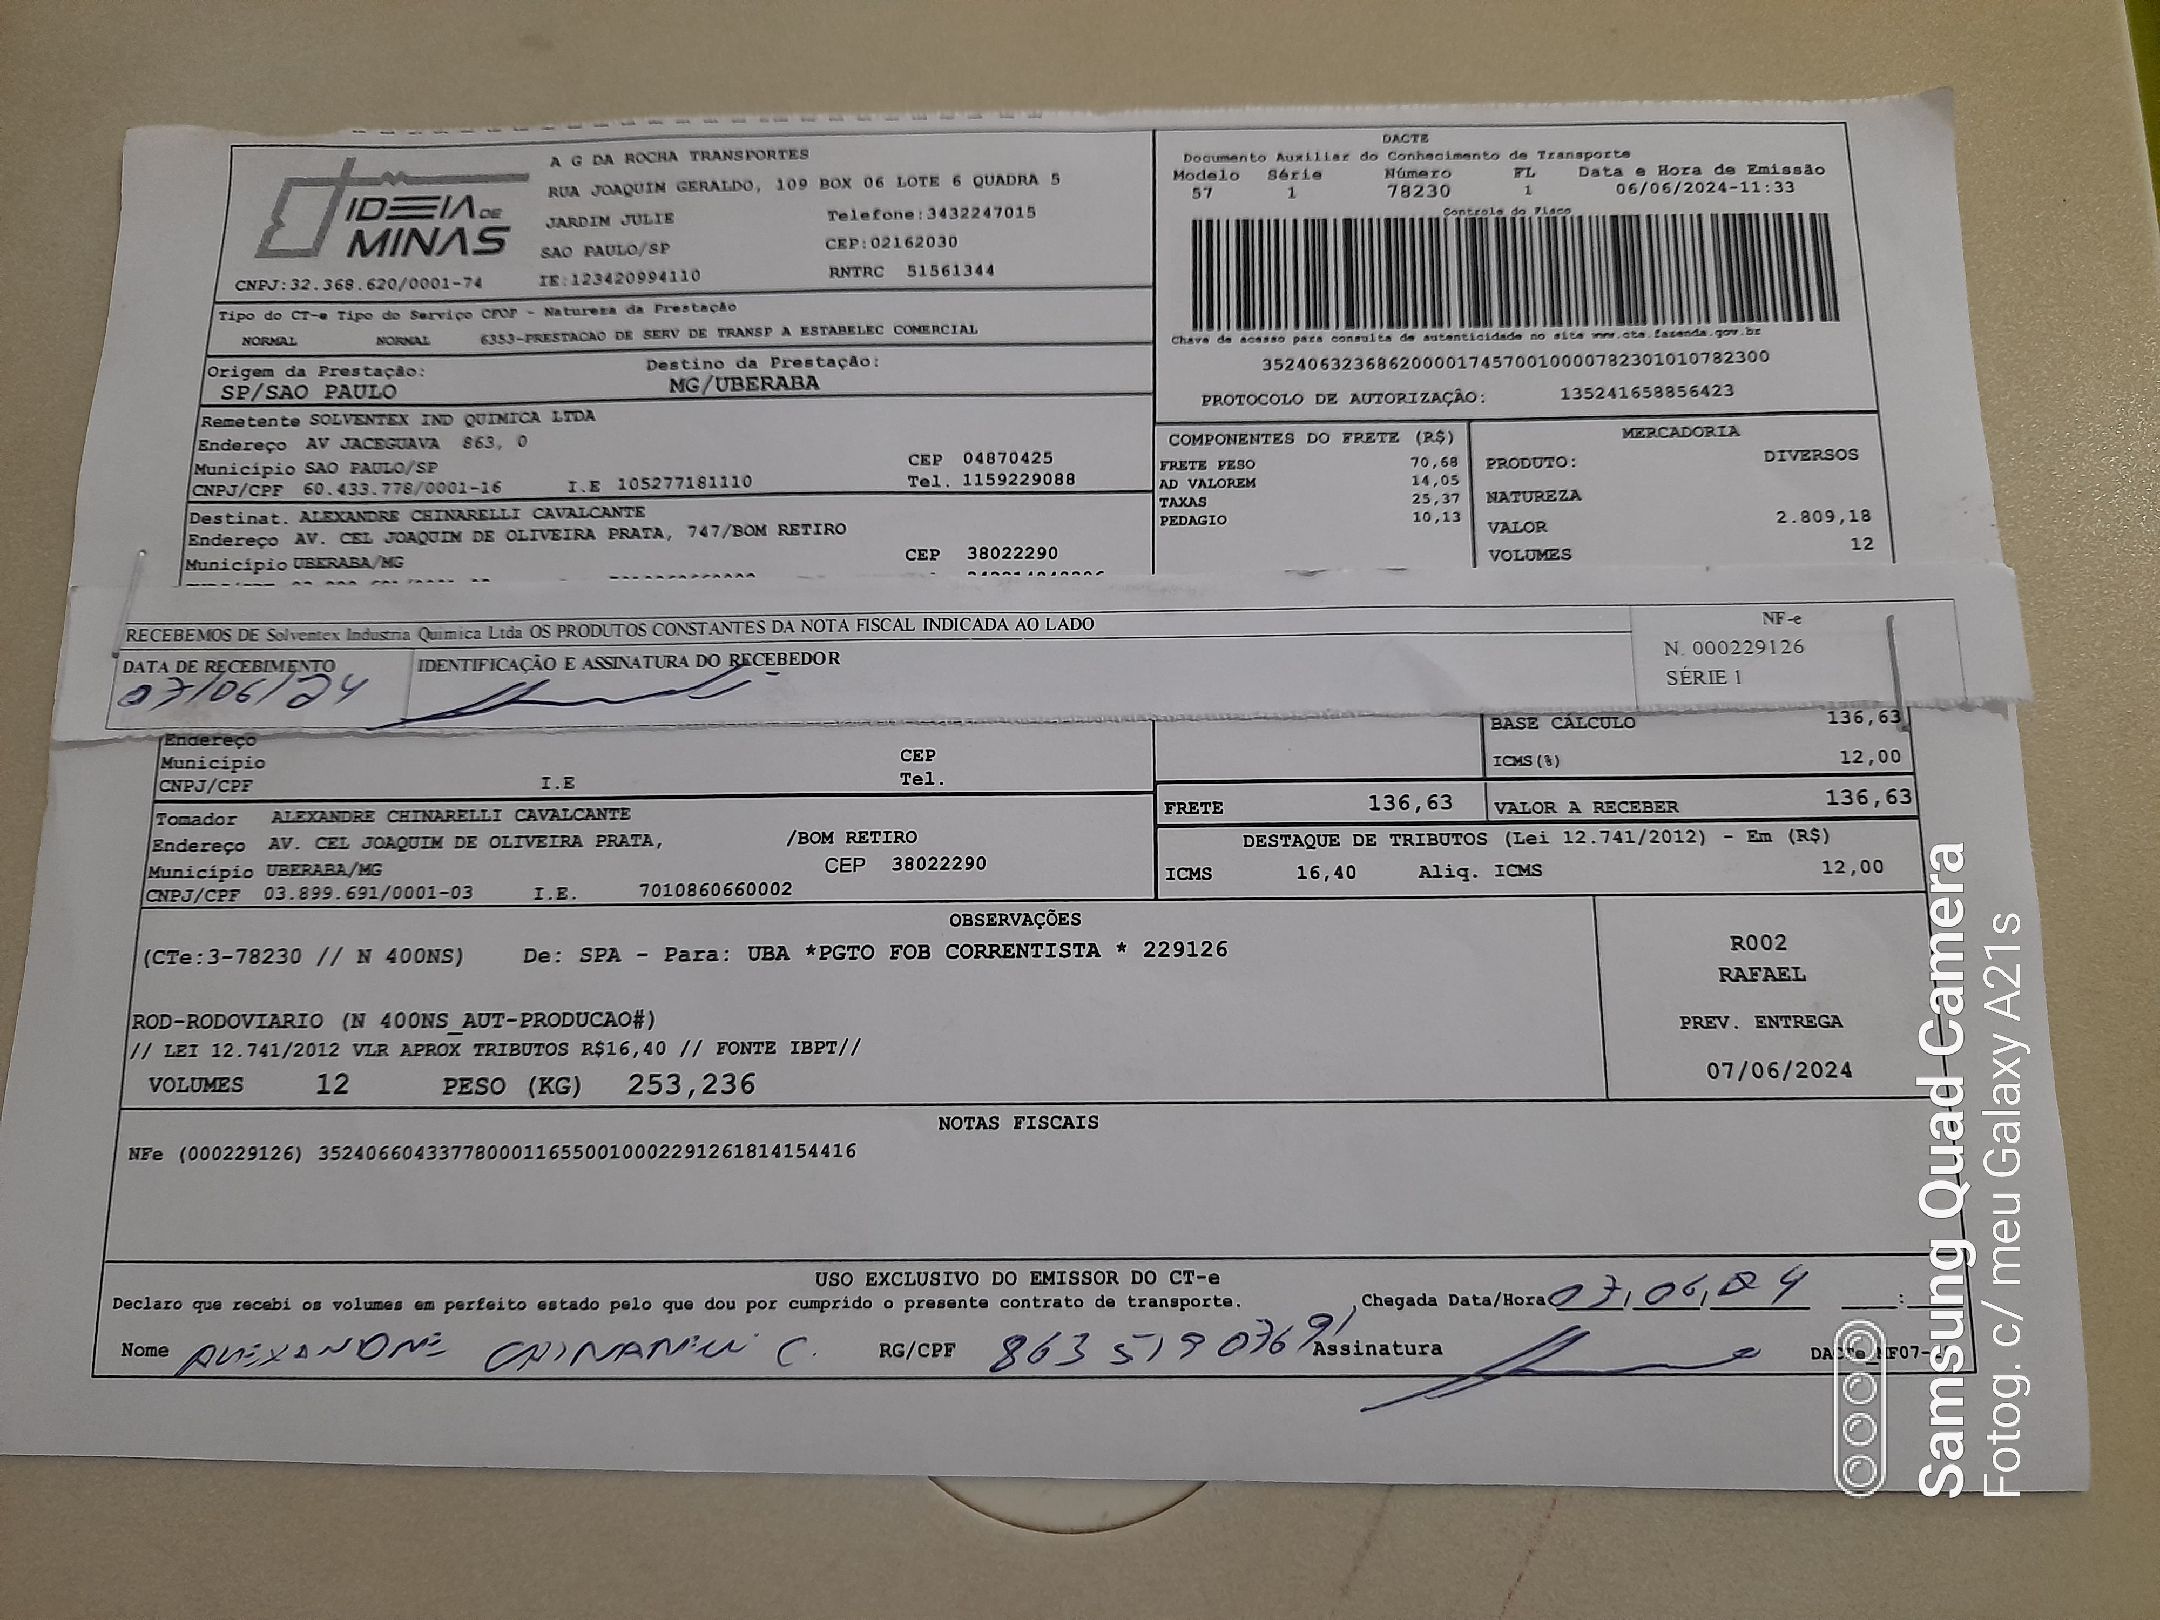 IDEIA DE MINAS
CNPJ:32.368.620/0001-74
A G DA ROCHA TRANSPORTES
RUA JOAQUIM GERALDO, 109 BOX 06 LOTE 6 QUADRA 5
JARDIM JULIE Telefone:3432247015
SAO PAULO/SP CEP:02162030
IE:123420994110 RNTRC 51561344
DACTE
Documento Auxiliar do Conhecimento de Transporte
Modelo Série Número FL Data e Hora de Emissão
57 1 78230 1 06/06/2024-11:33
Controle do Fisco
Chave de acesso para consulta de autenticidade no site www.cte.fazenda.gov.br
35240632368620000174570010000782301010782300
PROTOCOLO DE AUTORIZAÇÃO: 135241658856423
Tipo do CT-e Tipo do Serviço CFOP - Natureza da Prestação
NORMAL NORMAL 6353-PRESTACAO DE SERV DE TRANSP A ESTABELEC COMERCIAL
Origem da Prestação: Destino da Prestação:
SP/SAO PAULO MG/UBERABA
Remetente SOLVENTEX IND QUIMICA LTDA
Endereço AV JACEGUAVA 863, 0
Município SAO PAULO/SP CEP 04870425
CNPJ/CPF 60.433.778/0001-16 I.E 105277181110 Tel. 1159229088
Destinat. ALEXANDRE CHINARELLI CAVALCANTE
Endereço AV. CEL JOAQUIM DE OLIVEIRA PRATA, 747/BOM RETIRO
Município UBERABA/MG CEP 38022290
COMPONENTES DO FRETE (R$)
FRETE PESO 70,68
AD VALOREM 14,05
TAXAS 25,37
PEDAGIO 10,13
MERCADORIA
PRODUTO: DIVERSOS
NATUREZA
VALOR 2.809,18
VOLUMES 12
RECEBEMOS DE Solventex Industria Quimica Ltda OS PRODUTOS CONSTANTES DA NOTA FISCAL INDICADA AO LADO
DATA DE RECEBIMENTO IDENTIFICAÇÃO E ASSINATURA DO RECEBEDOR
07/06/24
NF-e
N. 000229126
SÉRIE 1
Endereço
Município CEP
CNPJ/CPF I.E Tel.
BASE CÁLCULO 136,63
ICMS(%) 12,00
FRETE 136,63 VALOR A RECEBER 136,63
Tomador ALEXANDRE CHINARELLI CAVALCANTE
Endereço AV. CEL JOAQUIM DE OLIVEIRA PRATA, /BOM RETIRO
Município UBERABA/MG CEP 38022290
CNPJ/CPF 03.899.691/0001-03 I.E. 7010860660002
DESTAQUE DE TRIBUTOS (Lei 12.741/2012) - Em (R$)
ICMS 16,40 Aliq. ICMS 12,00
OBSERVAÇÕES
(CTe:3-78230 // N 400NS) De: SPA - Para: UBA *PGTO FOB CORRENTISTA * 229126
ROD-RODOVIARIO (N 400NS_AUT-PRODUCAO#)
// LEI 12.741/2012 VLR APROX TRIBUTOS R$16,40 // FONTE IBPT//
VOLUMES 12 PESO (KG) 253,236
R002
RAFAEL
PREV. ENTREGA
07/06/2024
NOTAS FISCAIS
NFe (000229126) 35240660433778000116550010002291261814154416
USO EXCLUSIVO DO EMISSOR DO CT-e
Declaro que recebi os volumes em perfeito estado pelo que dou por cumprido o presente contrato de transporte. Chegada Data/Hora 07,06,24 :
Nome ALEXANDRE CHINARELLI C. RG/CPF 86351907691 Assinatura
Samsung Quad Camera
Fotog. c/ meu Galaxy A21s